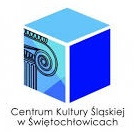 Centrum Kultury Śląskiej
w Świętochłowicach